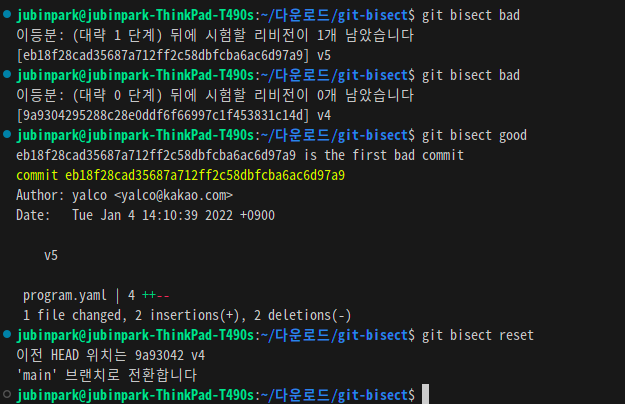 jubinpark@jubinpark-ThinkPad-T490s:~/다운로드/git-bisect$ git bisect bad
이등분: (대략 1 단계) 뒤에 시험할 리비전이 1개 남았습니다
[eb18f28cad35687a712ff2c58dbfcba6ac6d97a9] v5
jubinpark@jubinpark-ThinkPad-T490s:~/다운로드/git-bisect$ git bisect bad
이등분: (대략 0 단계) 뒤에 시험할 리비전이 0개 남았습니다
[9a9304295288c28e0ddf6f66997c1f453831c14d] v4
jubinpark@jubinpark-ThinkPad-T490s:~/다운로드/git-bisect$ git bisect good
eb18f28cad35687a712ff2c58dbfcba6ac6d97a9 is the first bad commit
commit eb18f28cad35687a712ff2c58dbfcba6ac6d97a9
Author: yalco <yalco@kakao.com>
Date:   Tue Jan 4 14:10:39 2022 +0900
v5
program.yaml | 4 ++--
1 file changed, 2 insertions(+), 2 deletions(-)
jubinpark@jubinpark-ThinkPad-T490s:~/다운로드/git-bisect$ git bisect reset
이전 HEAD 위치는 9a93042 v4
'main' 브랜치로 전환합니다
jubinpark@jubinpark-ThinkPad-T490s:~/다운로드/git-bisect$